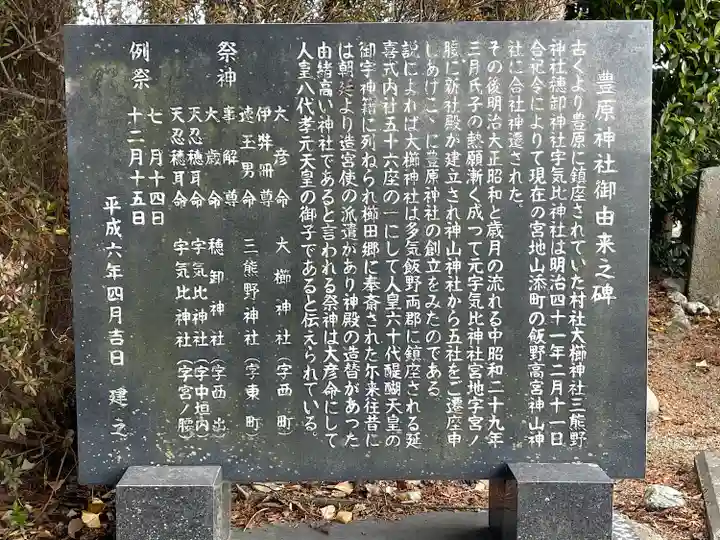 豊原神社御由来之碑
古くより豊原に鎮座されていた村社大櫛神社三熊野
神社穂卸神社宇気比神社は明治四十一年二月十一日
合祀令によりて現在の宮地山添町の飯野高宮神山神
社に合社神遷された。
その後明治大正昭和と歳月の流れる中昭和二十九年
三月氏子の熱願漸く成つて元宇気比神社宮地字宮ノ
腰に新社殿が建立され神山神社から五社をご遷座申
しあげこゝに豊原神社の創立をみたのである
説によれば大櫛神社は多気飯野両郡に鎮座される延
喜式内社五十六座の一にして人皇六十代醍醐天皇の
御宇神籍に列ねられ櫛田郷に奉斎された尓来往昔に
は朝廷より造宮使の派遣があり神殿の造替があった
由緒高い神社であると言われる祭神は大彦命にして
人皇八代孝元天皇の御子であると伝えられている。
祭神
大彦命 大櫛神社(字西町)
伊弉冊尊
速玉男命 三熊野神社(字東町)
事解尊
大歳命 穂卸神社(字西出)
天忍穂耳命 宇気比神社(字中垣内)
天忍穂耳命 宇気比神社(字宮ノ腰)
例祭 七月十四日
十二月十五日
平成六年四月吉日 建之